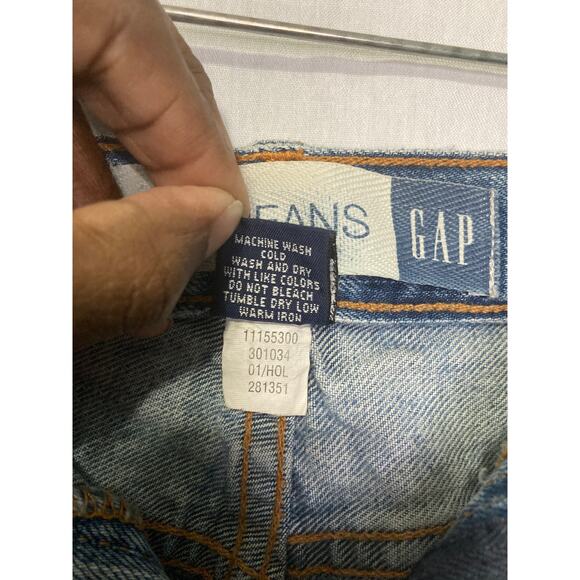 JEANS GAP
MACHINE WASH
COLD
WASH AND DRY
WITH LIKE COLORS
DO NOT BLEACH
TUMBLE DRY LOW
WARM IRON
11155300
301034
01/HOL
281351